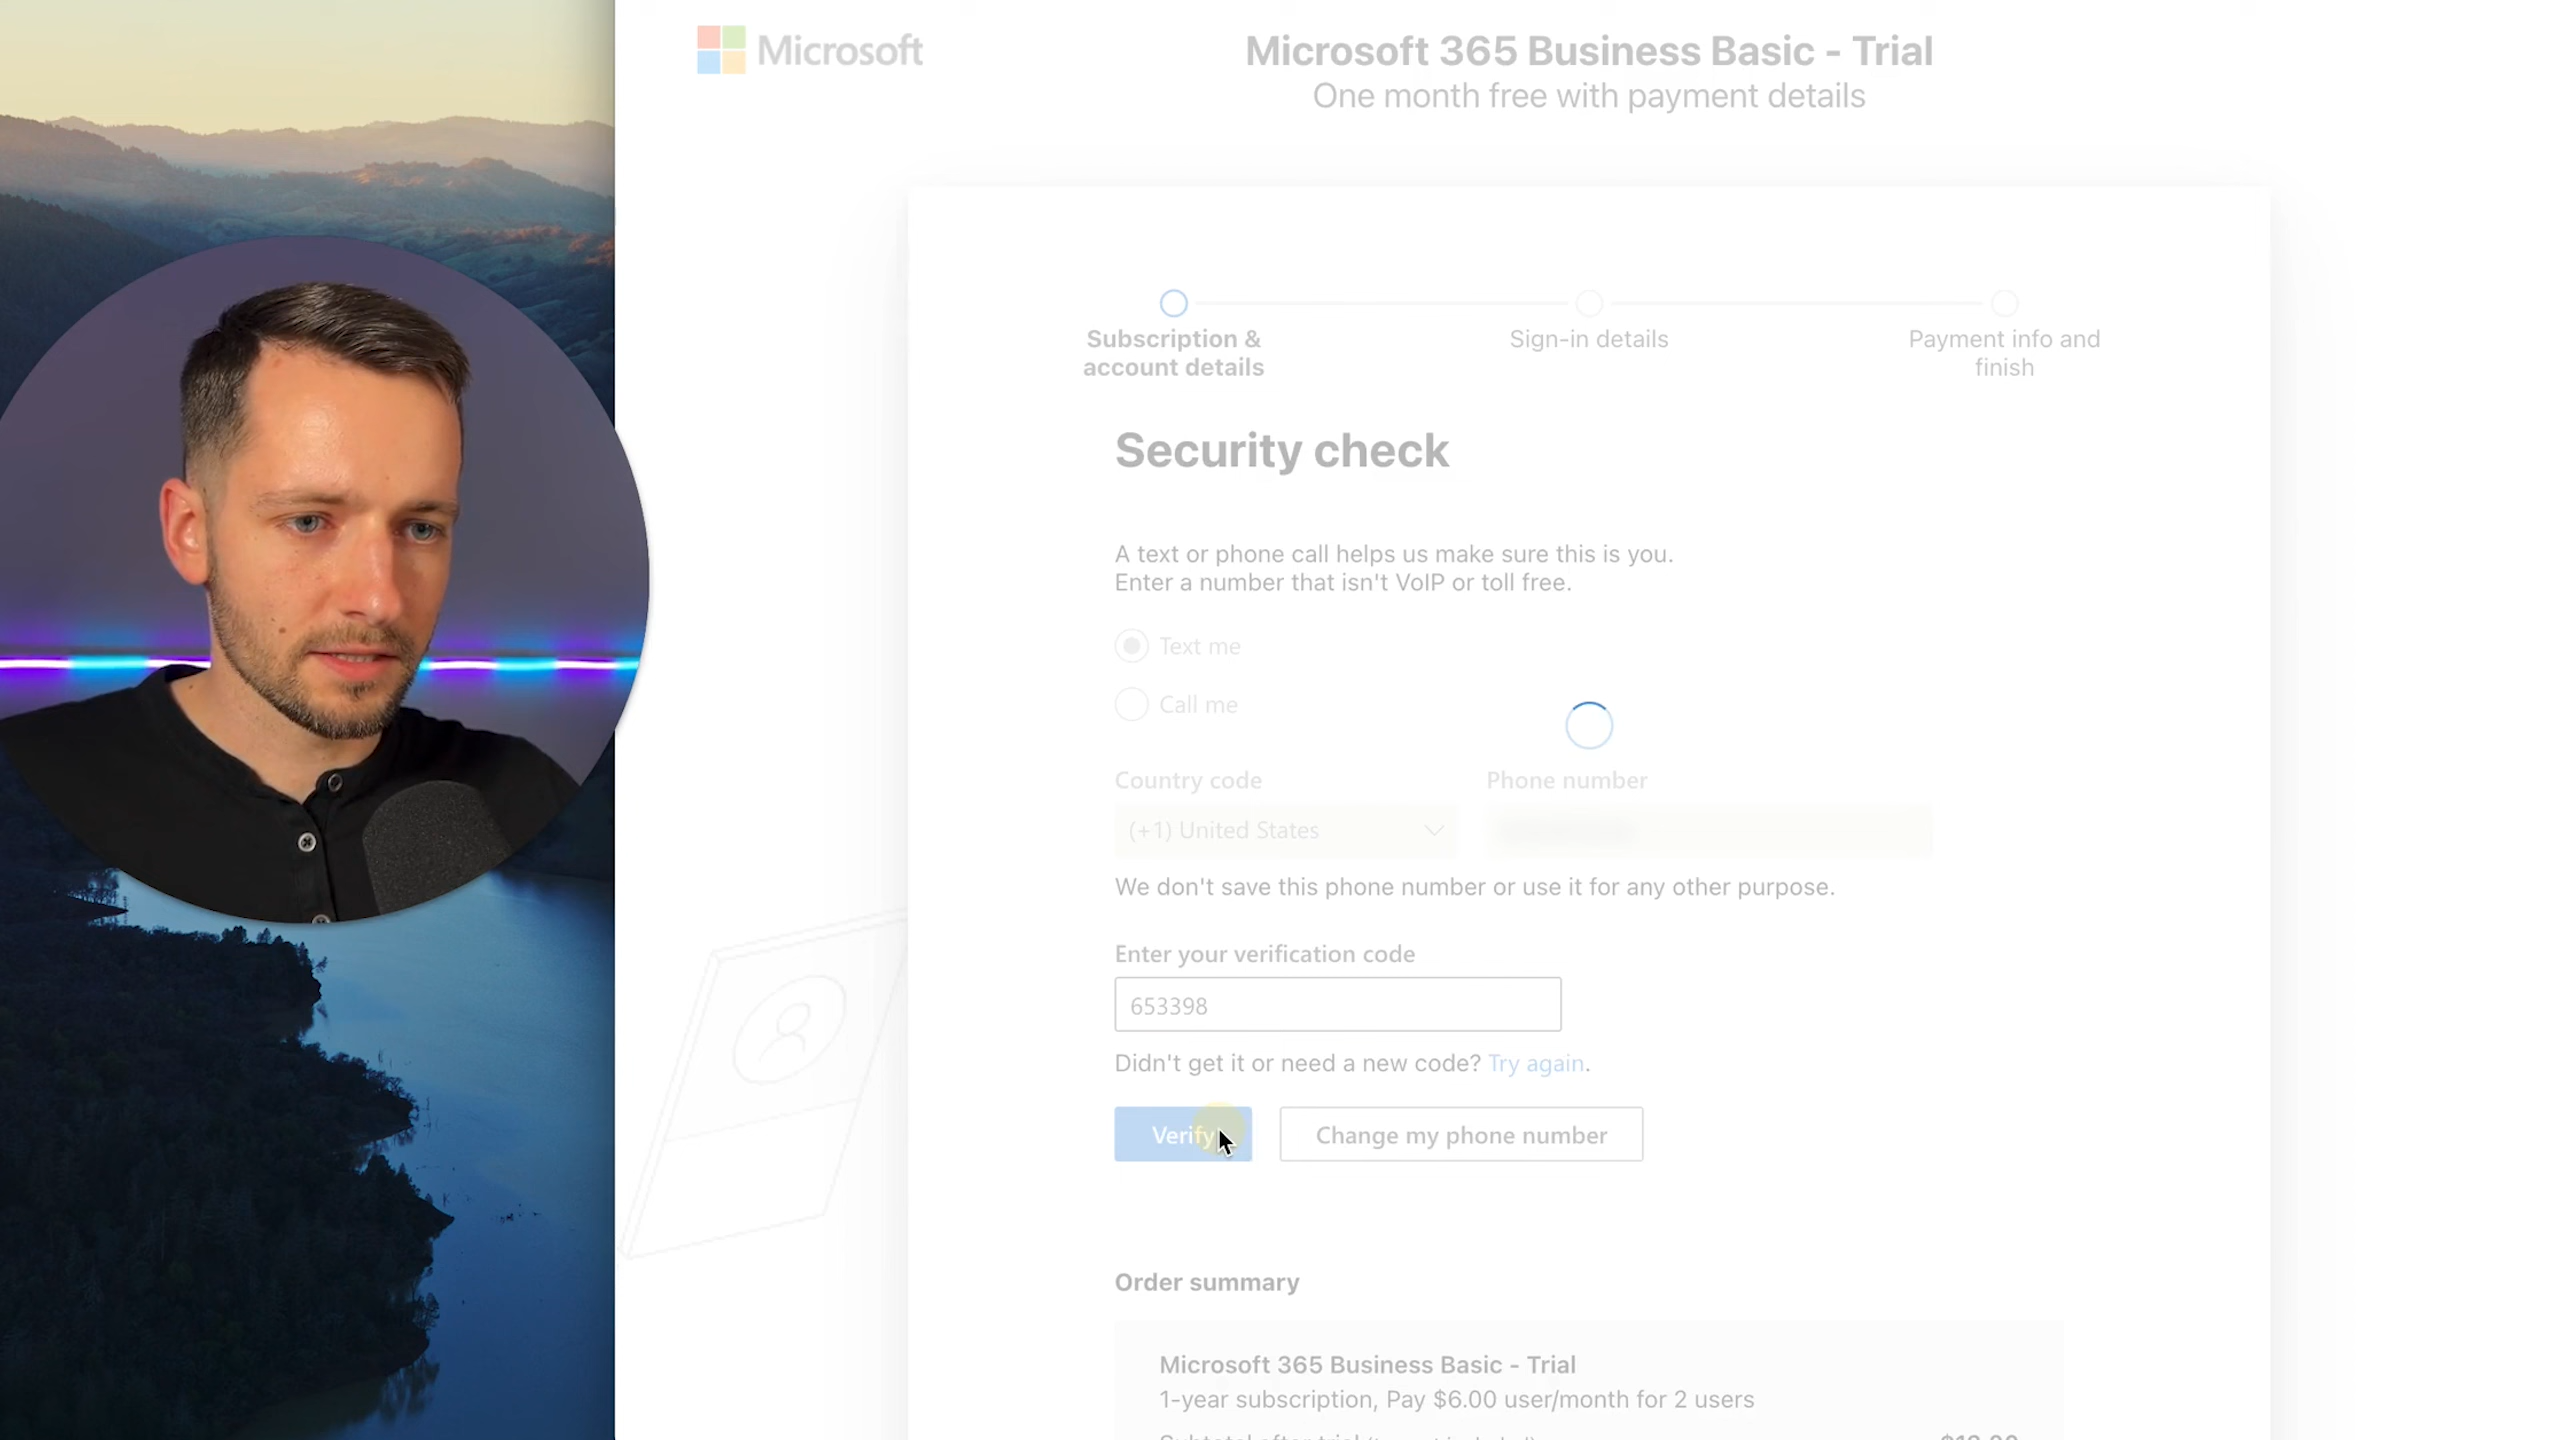 Microsoft
Microsoft 365 Business Basic - Trial
One month free with payment details
Subscription &
account details
Sign-in details
Payment info and
finish
Security check
A text or phone call helps us make sure this is you.
Enter a number that isn't VoIP or toll free.
Text me
Call me
Country code
Phone number
(+1) United States
We don't save this phone number or use it for any other purpose.
Enter your verification code
653398
Didn't get it or need a new code? Try again.
Verify
Change my phone number
Order summary
Microsoft 365 Business Basic - Trial
1-year subscription, Pay $6.00 user/month for 2 users